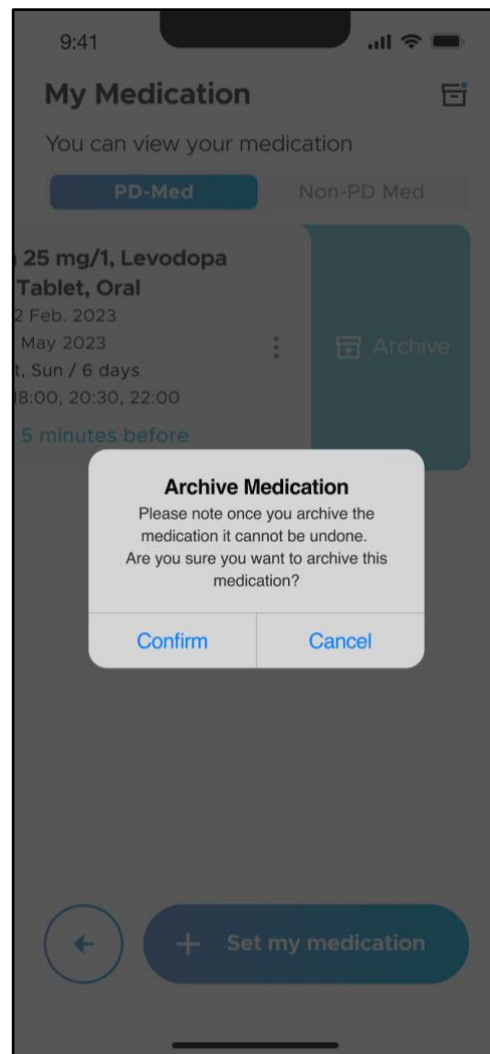 9:41
My Medication
You can view your medication
PD-Med Non-PD Med
25 mg/1, Levodopa
Tablet, Oral
2 Feb. 2023
May 2023
t, Sun / 6 days
18:00, 20:30, 22:00
5 minutes before
Archive
Archive Medication
Please note once you archive the
medication it cannot be undone.
Are you sure you want to archive this
medication?
Confirm Cancel
+ Set my medication